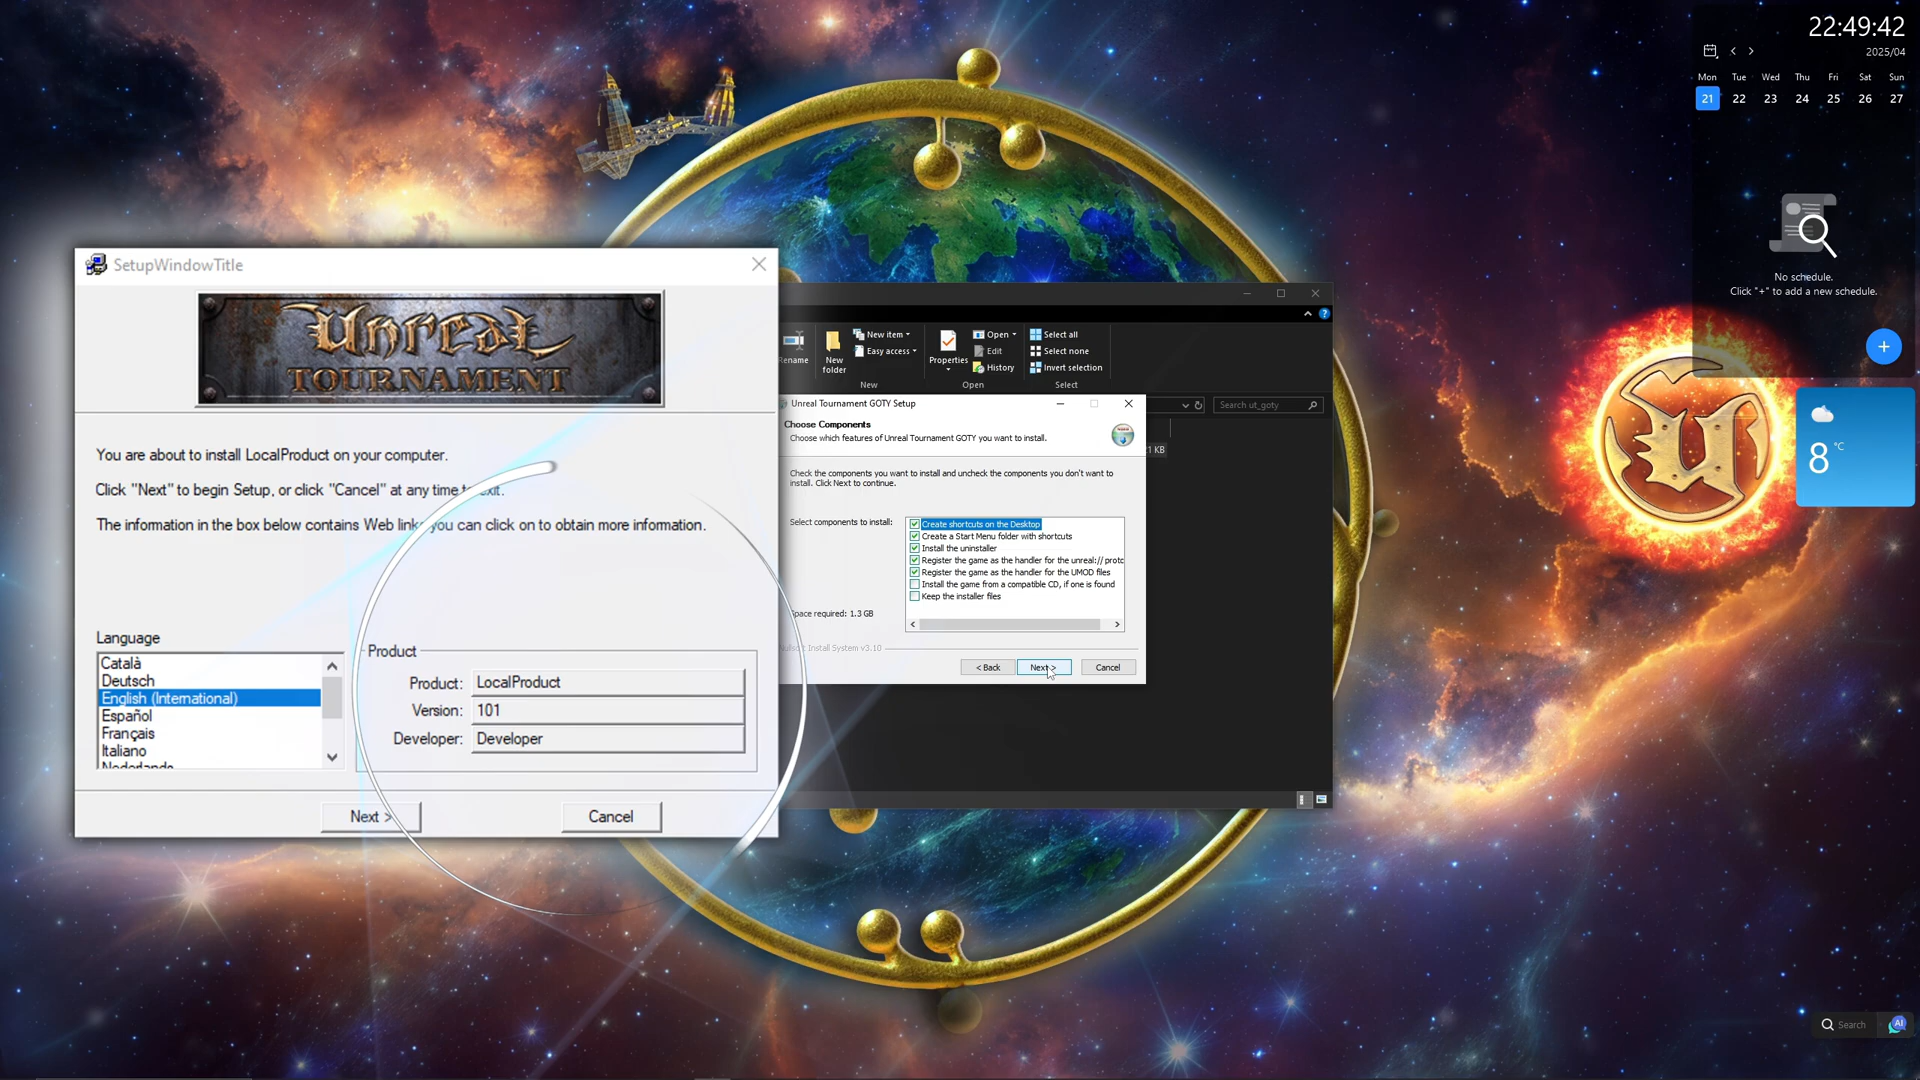 22:49:42
2025/04
Mon Tue Wed Thu Fri Sat Sun
21 22 23 24 25 26 27
No schedule.
Click "+" to add a new schedule.
8 °C
SetupWindowTitle
UNREAL
TOURNAMENT
You are about to install LocalProduct on your computer.
Click "Next" to begin Setup, or click "Cancel" at any time to exit.
The information in the box below contains Web links you can click on to obtain more information.
Language
Català
Deutsch
English (International)
Español
Français
Italiano
Nederlands
Product
Product: LocalProduct
Version: 101
Developer: Developer
Next >
Cancel
Rename
New folder
New item
Easy access
New
Properties
Open
Edit
History
Open
Select all
Select none
Invert selection
Select
Search ut_goty
1 KB
Unreal Tournament GOTY Setup
Choose Components
Choose which features of Unreal Tournament GOTY you want to install.
Check the components you want to install and uncheck the components you don't want to
install. Click Next to continue.
Select components to install:
Create shortcuts on the Desktop
Create a Start Menu folder with shortcuts
Install the uninstaller
Register the game as the handler for the unreal:// protc
Register the game as the handler for the UMOD files
Install the game from a compatible CD, if one is found
Keep the installer files
Space required: 1.3 GB
Nullsoft Install System v3.10
< Back
Next >
Cancel
Search
AI